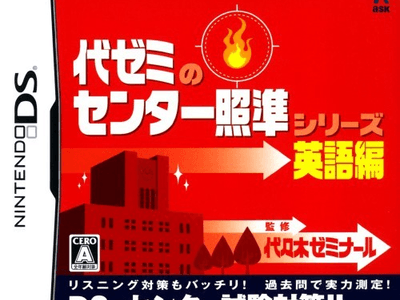 ASK
代ゼミの
センター照準シリーズ
英語編
監修
代々木ゼミナール
NINTENDO DS™
CERO
A
全年齢対象
リスニング対策もバッチリ! 過去問で実力測定!